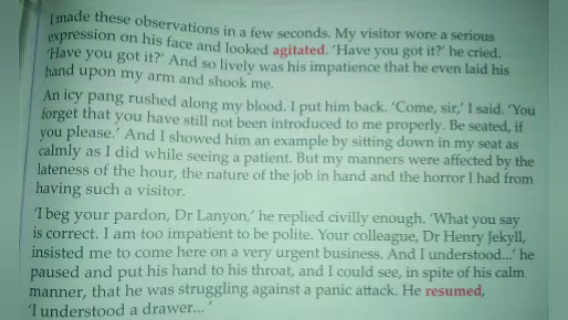 I made these observations in a few seconds. My visitor wore a serious
expression on his face and looked agitated. 'Have you got it?' he cried.
'Have you got it?' And so lively was his impatience that he even laid his
hand upon my arm and shook me.
An icy pang rushed along my blood. I put him back. 'Come, sir,' I said. 'You
forget that you have still not been introduced to me properly. Be seated, if
you please.' And I showed him an example by sitting down in my seat as
calmly as I did while seeing a patient. But my manners were affected by the
lateness of the hour, the nature of the job in hand and the horror I had from
having such a visitor.
'I beg your pardon, Dr Lanyon,' he replied civilly enough. 'What you say
is correct. I am too impatient to be polite. Your colleague, Dr Henry Jekyll,
insisted me to come here on a very urgent business. And I understood...' he
paused and put his hand to his throat, and I could see, in spite of his calm
manner, that he was struggling against a panic attack. He resumed,
'I understood a drawer... '